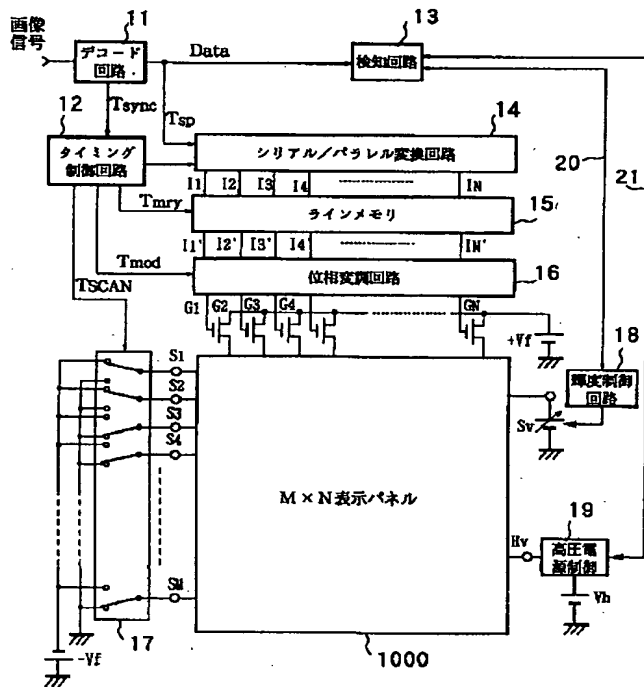 画像
信号
11
デコード
回路
Data
13
検知回路
12
Tsync
Tsp
タイミング
制御回路
14
シリアル／パラレル変換回路
20
21
I1 I2 I3 I4 IN
Tmry
ラインメモリ
15
I1' I2' I3' I4' IN'
Tmod
位相変調回路
16
TSCAN
G1 G2 G3 G4 GN
+Vf
18
輝度制御
回路
S1
S2
S3
S4
Sv
M×N表示パネル
19
Hv
高圧電
源制御
SM
Vh
17
1000
-Vf